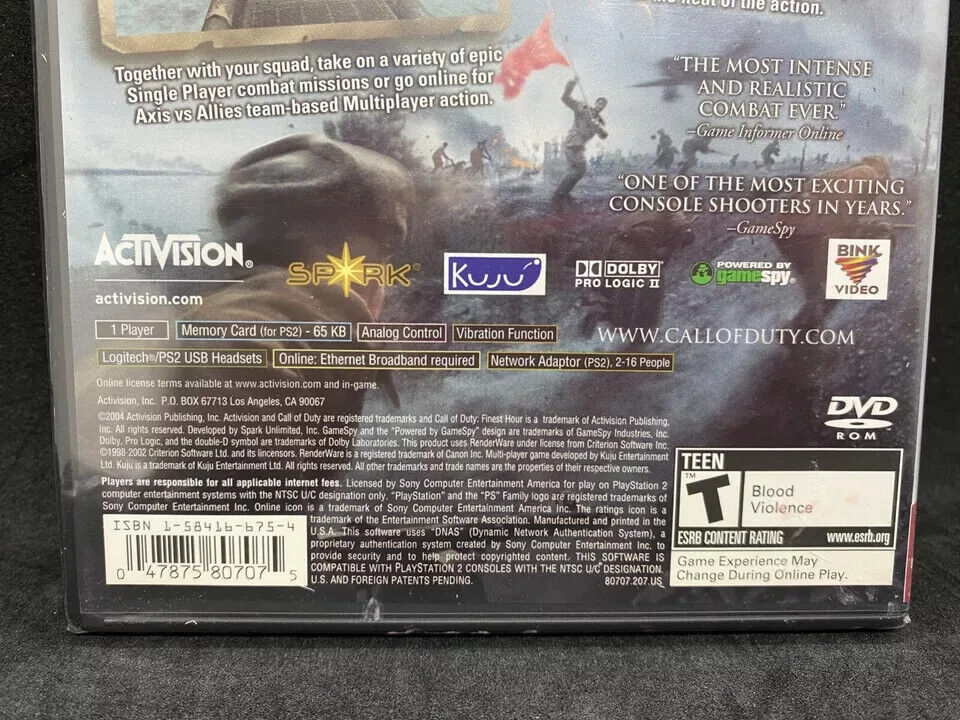 heat of the action.
Together with your squad, take on a variety of epic
Single Player combat missions or go online for
Axis vs Allies team-based Multiplayer action.
"THE MOST INTENSE
AND REALISTIC
COMBAT EVER."
–Game Informer Online
"ONE OF THE MOST EXCITING
CONSOLE SHOOTERS IN YEARS."
–GameSpy
ACTIVISION®
activision.com
SPARK®
Kuju
DOLBY
PRO LOGIC II
POWERED BY
gamespy
BINK
VIDEO
1 Player
Memory Card (for PS2) - 65 KB
Analog Control
Vibration Function
WWW.CALLOFDUTY.COM
Logitech®/PS2 USB Headsets
Online: Ethernet Broadband required
Network Adaptor (PS2), 2-16 People
Online license terms available at www.activision.com and in-game.
Activision, Inc. P.O. BOX 67713 Los Angeles, CA 90067
©2004 Activision Publishing, Inc. Activision and Call of Duty are registered trademarks and Call of Duty: Finest Hour is a trademark of Activision Publishing,
Inc. All rights reserved. Developed by Spark Unlimited, Inc. GameSpy and the "Powered by GameSpy" design are trademarks of GameSpy Industries, Inc.
Dolby, Pro Logic, and the double-D symbol are trademarks of Dolby Laboratories. This product uses RenderWare under license from Criterion Software Inc.
©1998-2002 Criterion Software Ltd. and its lincensors. RenderWare is a registered trademark of Canon Inc. Multi-player game developed by Kuju Entertainment
Ltd. Kuju is a trademark of Kuju Entertainment Ltd. All rights reserved. All other trademarks and trade names are the properties of their respective owners.
Players are responsible for all applicable internet fees. Licensed by Sony Computer Entertainment America for play on PlayStation 2
computer entertainment systems with the NTSC U/C designation only. "PlayStation" and the "PS" Family logo are registered trademarks of
Sony Computer Entertainment Inc. Online icon is a trademark of Sony Computer Entertainment America Inc. The ratings icon is a
trademark of the Entertainment Software Association. Manufactured and printed in the
U.S.A. This software uses "DNAS" (Dynamic Network Authentication System), a
proprietary authentication system created by Sony Computer Entertainment Inc. to
provide security and to help protect copyrighted content. THIS SOFTWARE IS
COMPATIBLE WITH PLAYSTATION 2 CONSOLES WITH THE NTSC U/C DESIGNATION.
U.S. AND FOREIGN PATENTS PENDING.
80707.207.US
ISBN 1-58416-675-4
0 47875 80707 5
DVD
ROM
TEEN
T
TM
Blood
Violence
ESRB CONTENT RATING
www.esrb.org
Game Experience May
Change During Online Play.